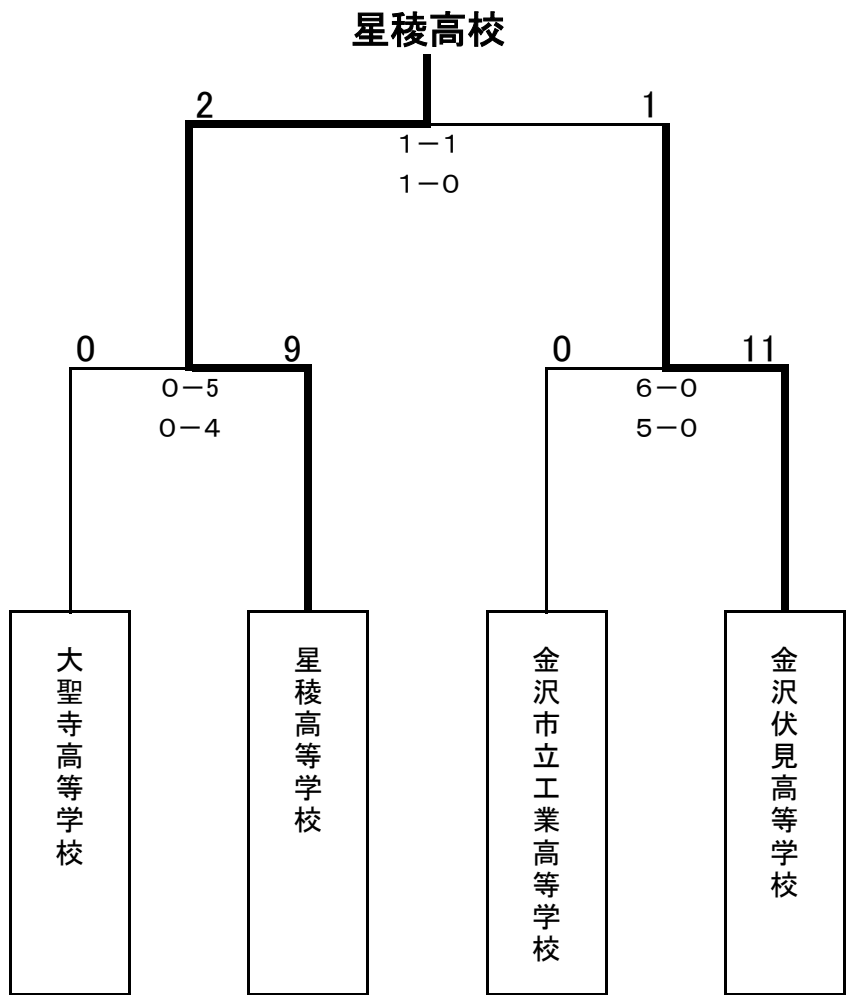 星稜高校
2
1
１－１
１－０
0
9
0
11
０－５
０－４
６－０
５－０
大聖寺高等学校
星稜高等学校
金沢市立工業高等学校
金沢伏見高等学校